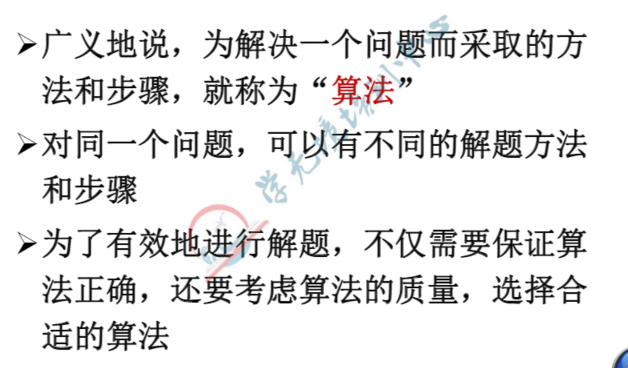 ➢广义地说，为解决一个问题而采取的方
法和步骤，就称为“算法”
➢对同一个问题，可以有不同的解题方法
和步骤
➢为了有效地进行解题，不仅需要保证算
法正确，还要考虑算法的质量，选择合
适的算法